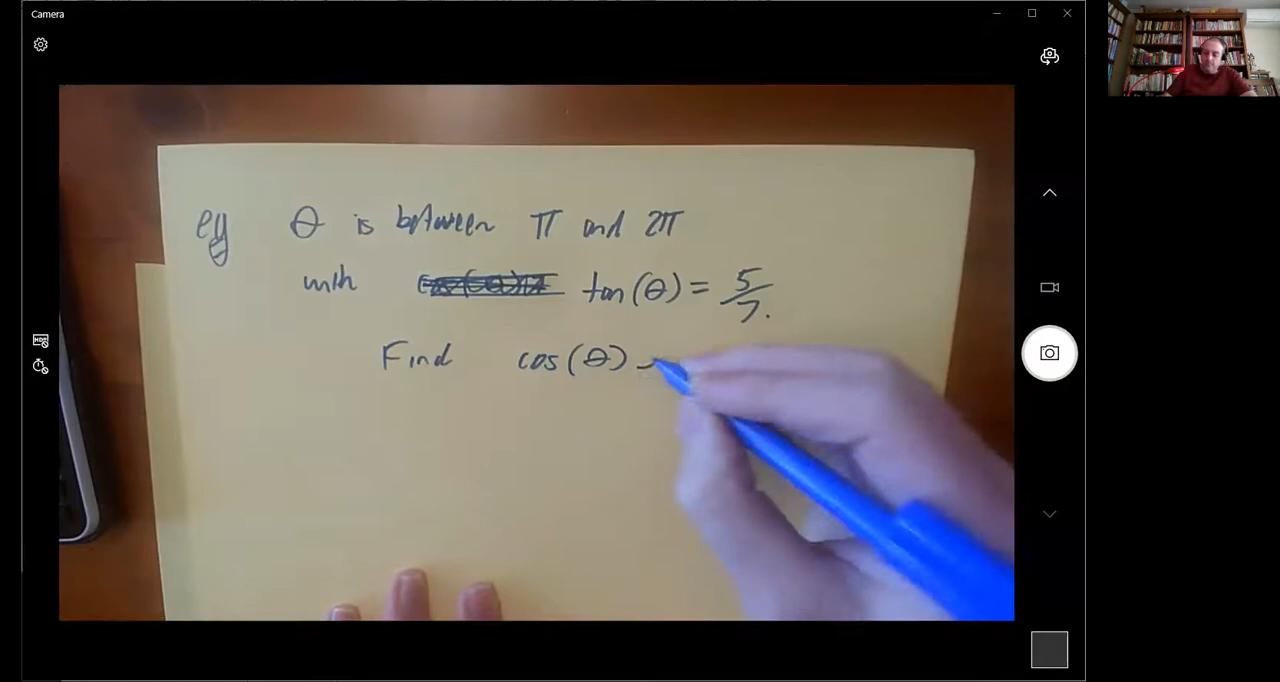 Camera
eg θ is between π and 2π
with tan(θ) = 5/7.
Find cos(θ)